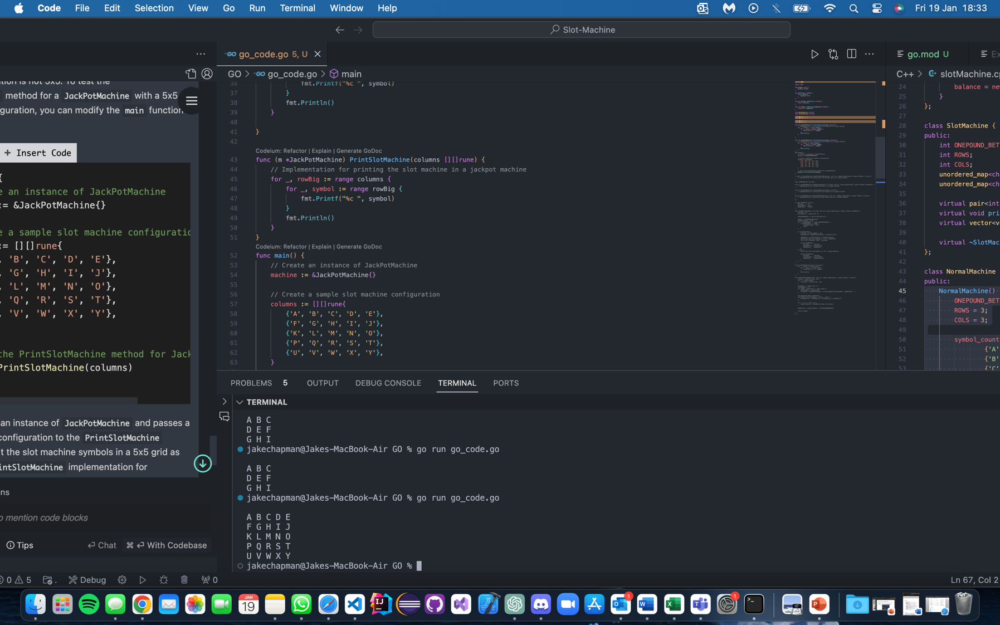 Code File Edit Selection View Go Run Terminal Window Help
Fri 19 Jan 18:33
Slot-Machine
go_code.go 5, U
go.mod U
GO > go_code.go > main
C++ > slotMachine.c
method for a JackPotMachine with a 5x5
guration, you can modify the main function
+ Insert Code
{
e an instance of JackPotMachine
:= &JackPotMachine{}
e a sample slot machine configuratio
:= [][]rune{
, 'B', 'C', 'D', 'E'},
, 'G', 'H', 'I', 'J'},
, 'L', 'M', 'N', 'O'},
, 'Q', 'R', 'S', 'T'},
, 'V', 'W', 'X', 'Y'},
the PrintSlotMachine method for Jack
PrintSlotMachine(columns)
an instance of JackPotMachine and passes a
configuration to the PrintSlotMachine
t the slot machine symbols in a 5x5 grid as
intSlotMachine implementation for
ns
o mention code blocks
Tips
Chat
With Codebase
36 fmt.Printf("%c ", symbol)
37 }
38 fmt.Println()
39 }
40
41 }
42
Codeium: Refactor | Explain | Generate GoDoc
43 func (m *JackPotMachine) PrintSlotMachine(columns [][]rune) {
44 // Implementation for printing the slot machine in a jackpot machine
45 for _, rowBig := range columns {
46 for _, symbol := range rowBig {
47 fmt.Printf("%c ", symbol)
48 }
49 fmt.Println()
50 }
51 }
Codeium: Refactor | Explain | Generate GoDoc
52 func main() {
53 // Create an instance of JackPotMachine
54 machine := &JackPotMachine{}
55
56 // Create a sample slot machine configuration
57 columns := [][]rune{
58 {'A', 'B', 'C', 'D', 'E'},
59 {'F', 'G', 'H', 'I', 'J'},
60 {'K', 'L', 'M', 'N', 'O'},
61 {'P', 'Q', 'R', 'S', 'T'},
62 {'U', 'V', 'W', 'X', 'Y'},
63 }
24 balance = new
25 }
26 };
27
28 class SlotMachine {
29 public:
30 int ONEPOUND_BET
31 int ROWS;
32 int COLS;
33 unordered_map<ch
34 unordered_map<ch
35
36 virtual pair<int
37 virtual void pri
38 virtual vector<v
39
40 virtual ~SlotMac
41 };
42
43 class NormalMachine
44 public:
45 NormalMachine()
46 ONEPOUND_BET
47 ROWS = 3;
48 COLS = 3;
49
50 symbol_count
51 {'A'
52 {'B'
53 {'C'
PROBLEMS 5 OUTPUT DEBUG CONSOLE TERMINAL PORTS
TERMINAL
A B C
D E F
G H I
jakechapman@Jakes-MacBook-Air GO % go run go_code.go
A B C
D E F
G H I
jakechapman@Jakes-MacBook-Air GO % go run go_code.go
A B C D E
F G H I J
K L M N O
P Q R S T
U V W X Y
jakechapman@Jakes-MacBook-Air GO %
0 5 Debug 0
Ln 67, Col 2
JAN
19
1
1